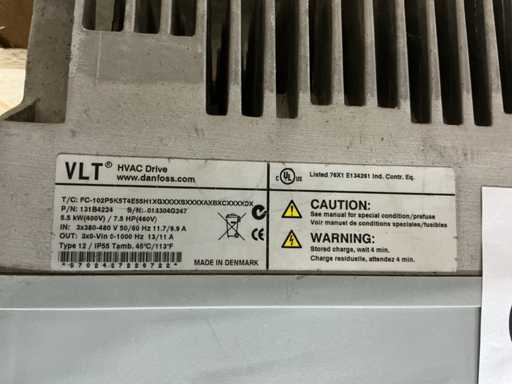 VLT® HVAC Drive
www.danfoss.com
T/C: FC-102P5K5T4E55H1XGXXXXSXXXXAXBXCXXXXDX
P/N: 131B4224 S/N: 013304G247
5.5 kW(400V) / 7.5 HP(460V)
IN: 3x380-480 V 50/60 Hz 11.7/9.9 A
OUT: 3x0-Vin 0-1000 Hz 13/11 A
Type 12 / IP55 Tamb. 45°C/113°F
MADE IN DENMARK
c UL us Listed 76X1 E134261 Ind. Contr. Eq.
CAUTION:
See manual for special condition/prefuse
Voir manuel de conditions speciales/fusibles
WARNING:
Stored charge, wait 4 min.
Charge residuelle, attendez 4 min.